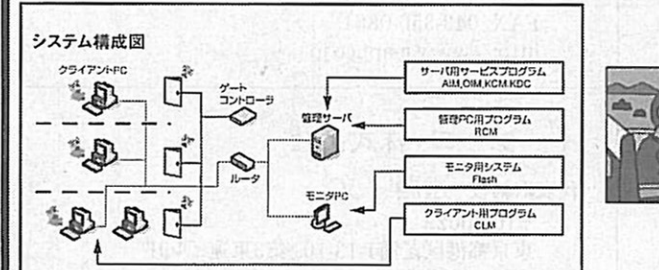 システム構成図
クライアントPC
ゲート
コントローラ
ルータ
管理サーバ
モニタPC
サーバ用サービスプログラム
AIM,OIM,KCM,KDC
管理PC用プログラム
RCM
モニタ用システム
Flash
クライアント用プログラム
CLM